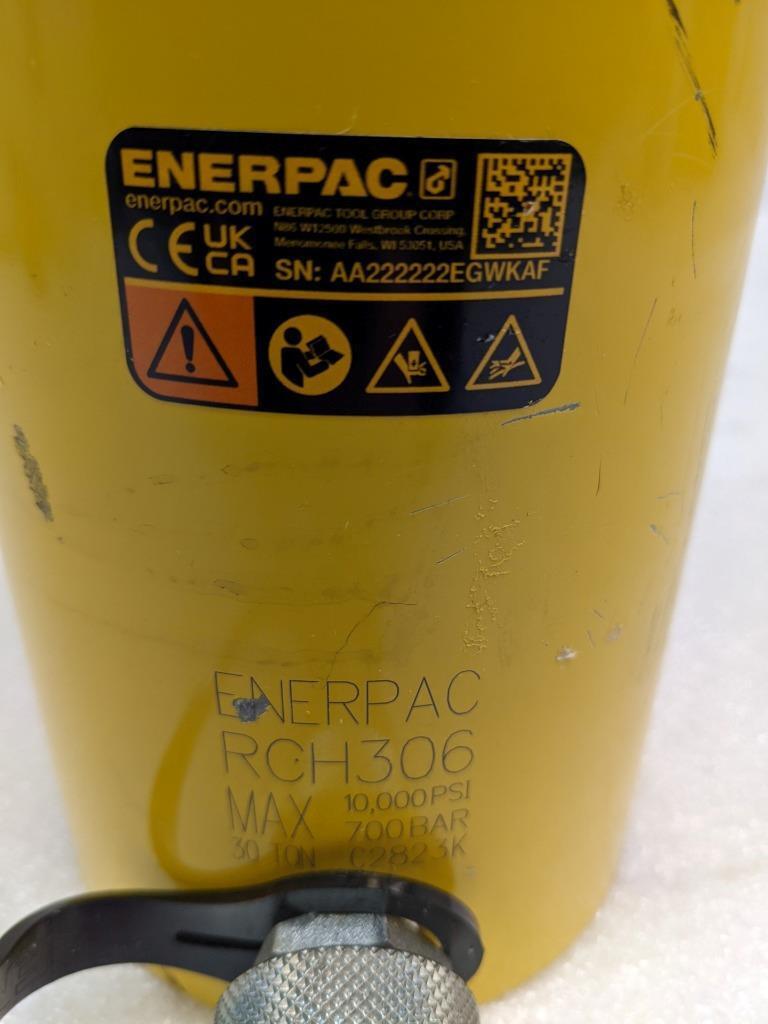 ENERPAC
enerpac.com
ENERPAC TOOL GROUP CORP
N86 W12500 Westbrook Crossing
Menomonee Falls, WI 53051, USA
CE UK CA
SN: AA222222EGWKAF
ENERPAC
RCH306
MAX 10,000 PSI
700 BAR
30 TON C2823K